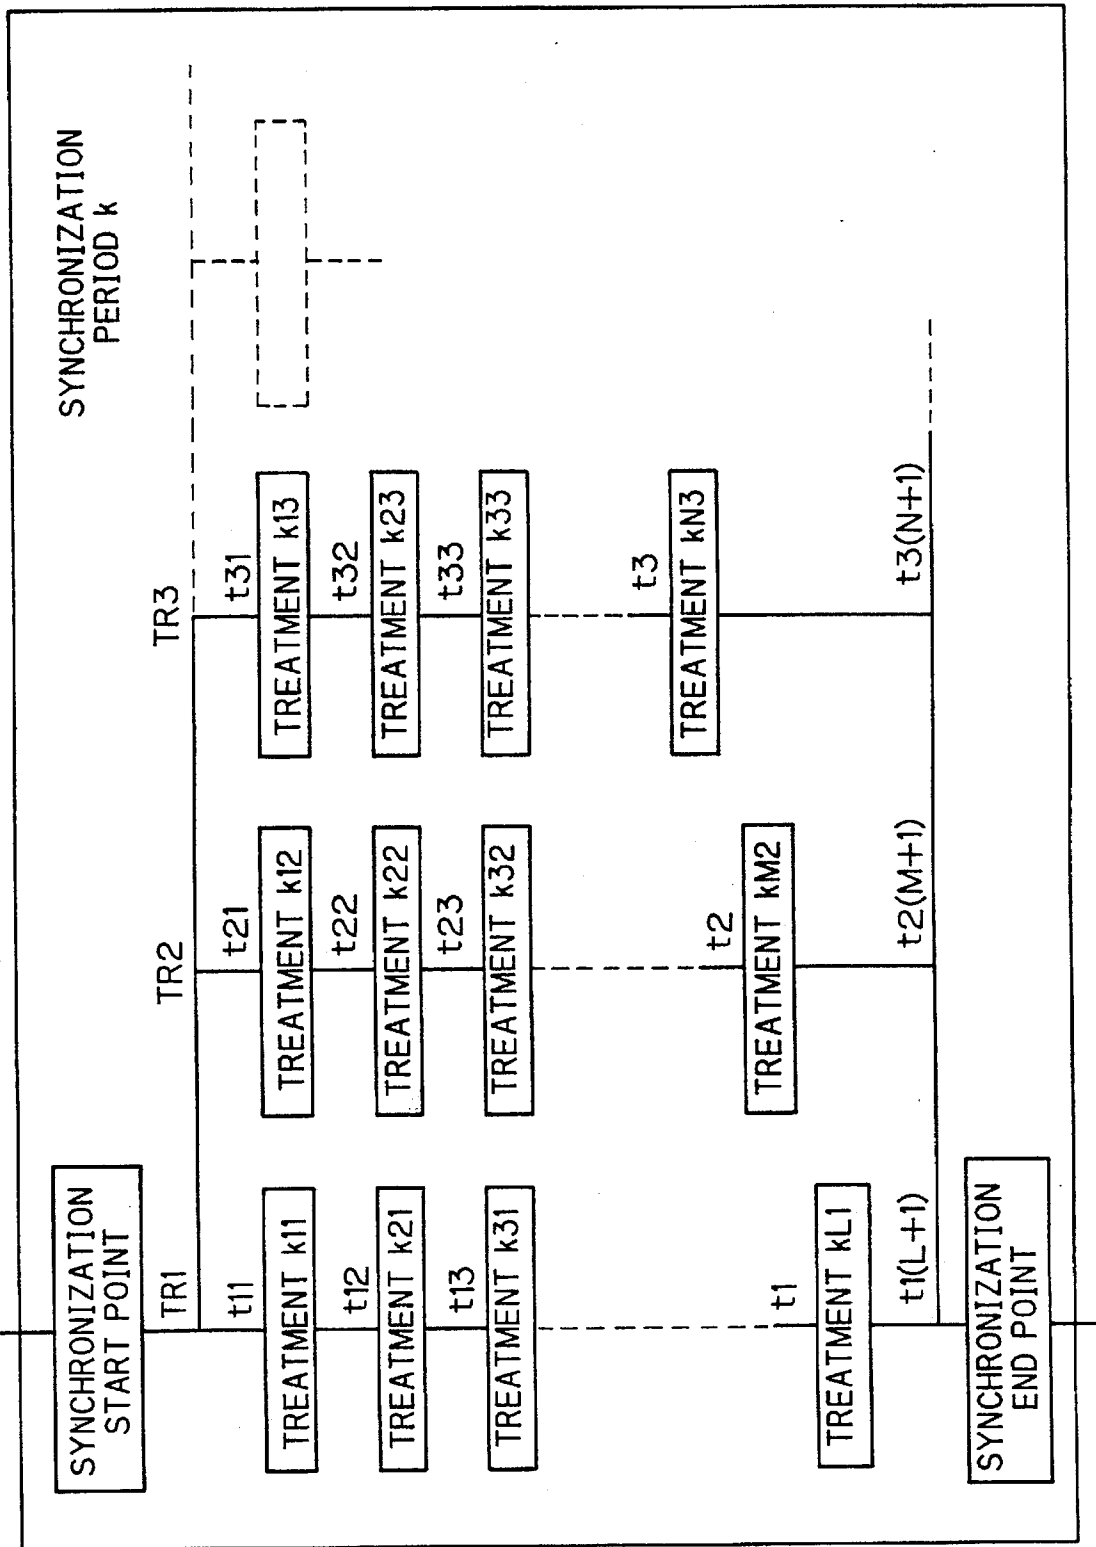 SYNCHRONIZATION
PERIOD k
SYNCHRONIZATION
START POINT
TR1
TR2
TR3
t11
t21
t31
TREATMENT k11
TREATMENT k12
TREATMENT k13
t12
t22
t32
TREATMENT k21
TREATMENT k22
TREATMENT k23
t13
t23
t33
TREATMENT k31
TREATMENT k32
TREATMENT k33
t1
t2
t3
TREATMENT kL1
TREATMENT kM2
TREATMENT kN3
t1(L+1)
t2(M+1)
t3(N+1)
SYNCHRONIZATION
END POINT